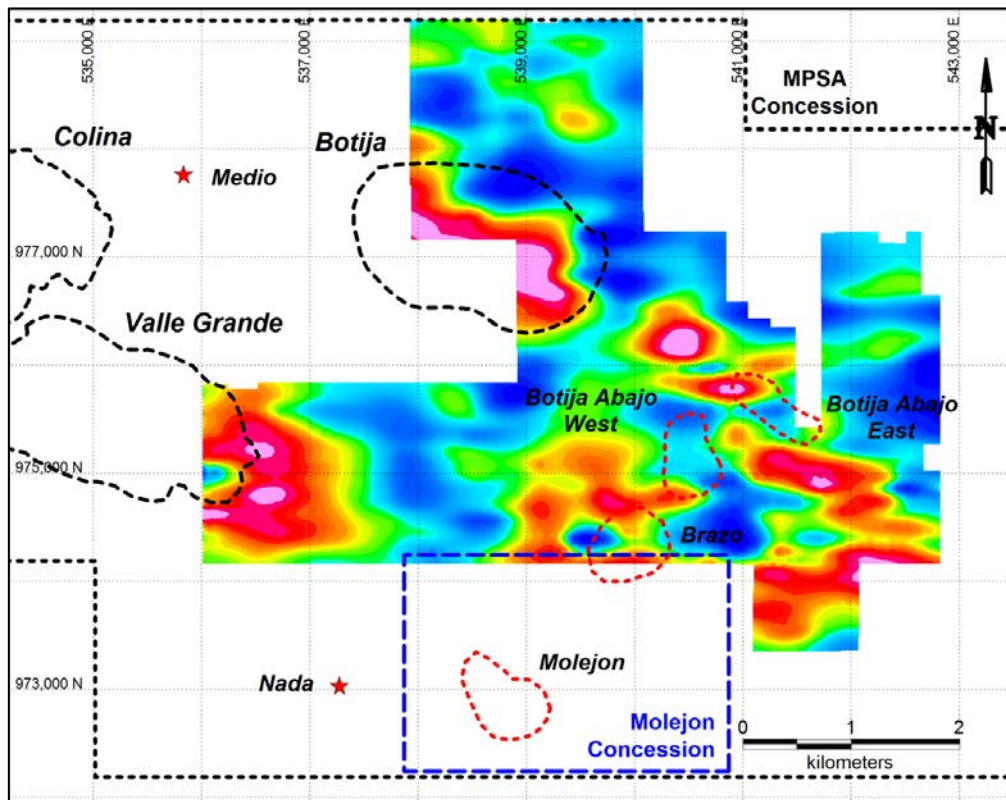 535,000 E
537,000 E
539,000 E
541,000 E
543,000 E
MPSA
Concession
N
Colina
Botija
Medio
977,000 N
Valle Grande
Botija Abajo
West
Botija Abajo
East
975,000 N
Brazo
Molejon
973,000 N
Nada
Molejon
Concession
0
1
2
kilometers